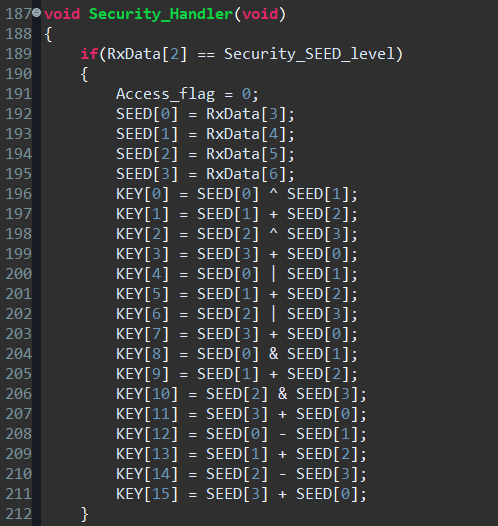 187 void Security_Handler(void)
188 {
189     if(RxData[2] == Security_SEED_level)
190     {
191         Access_flag = 0;
192         SEED[0] = RxData[3];
193         SEED[1] = RxData[4];
194         SEED[2] = RxData[5];
195         SEED[3] = RxData[6];
196         KEY[0] = SEED[0] ^ SEED[1];
197         KEY[1] = SEED[1] + SEED[2];
198         KEY[2] = SEED[2] ^ SEED[3];
199         KEY[3] = SEED[3] + SEED[0];
200         KEY[4] = SEED[0] | SEED[1];
201         KEY[5] = SEED[1] + SEED[2];
202         KEY[6] = SEED[2] | SEED[3];
203         KEY[7] = SEED[3] + SEED[0];
204         KEY[8] = SEED[0] & SEED[1];
205         KEY[9] = SEED[1] + SEED[2];
206         KEY[10] = SEED[2] & SEED[3];
207         KEY[11] = SEED[3] + SEED[0];
208         KEY[12] = SEED[0] - SEED[1];
209         KEY[13] = SEED[1] + SEED[2];
210         KEY[14] = SEED[2] - SEED[3];
211         KEY[15] = SEED[3] + SEED[0];
212     }